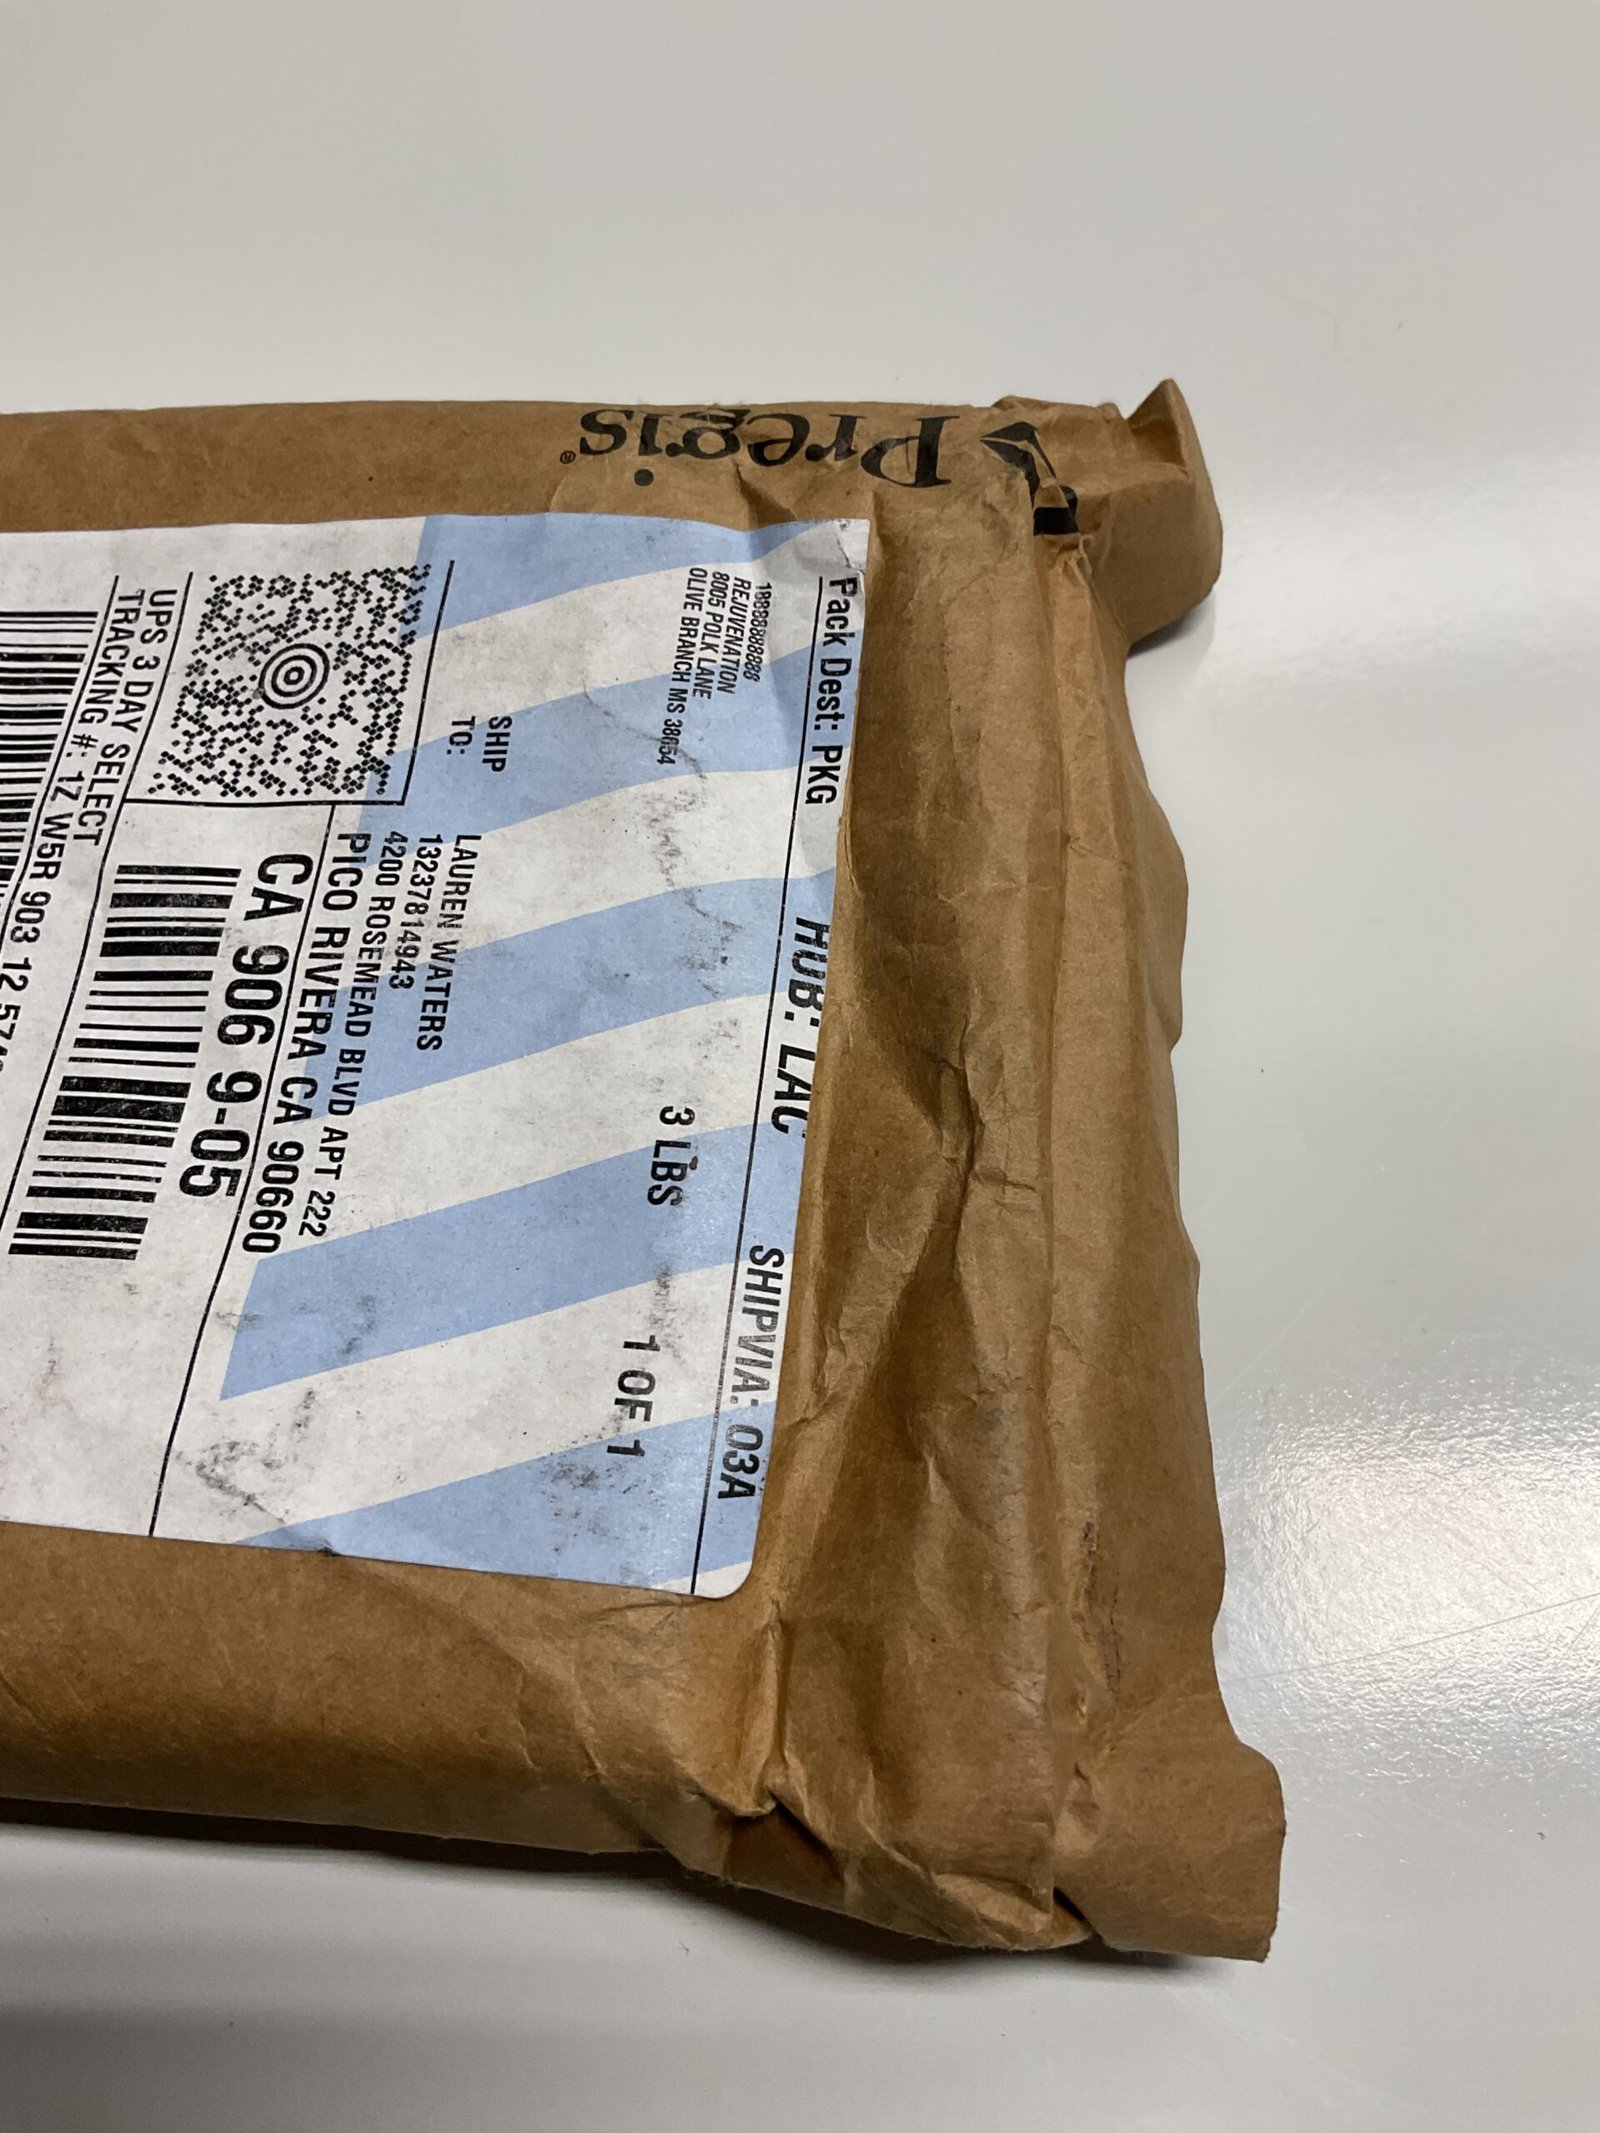 Pregis®
Pack Dest: PKG HUB: LAC SHIPVIA: 03A
18888888888
REJUVENATION
8005 POLK LANE
OLIVE BRANCH MS 38654
3 LBS 1 OF 1
SHIP
TO:
LAUREN WATERS
13237814943
4200 ROSEMEAD BLVD APT 222
PICO RIVERA CA 90660
CA 906 9-05
UPS 3 DAY SELECT
TRACKING #: 1Z W5R 903 12